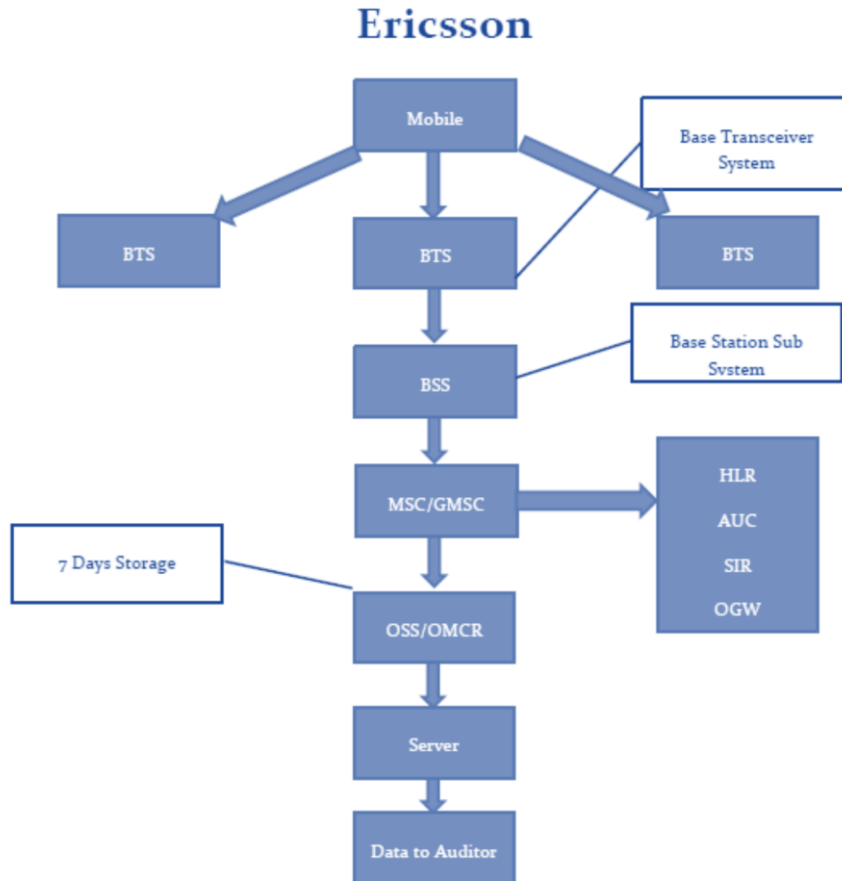 Ericsson
Mobile
Base Transceiver
System
BTS
BTS
BTS
Base Station Sub
System
BSS
HLR
MSC/GMSC
AUC
7 Days Storage
SIR
OGW
OSS/OMCR
Server
Data to Auditor